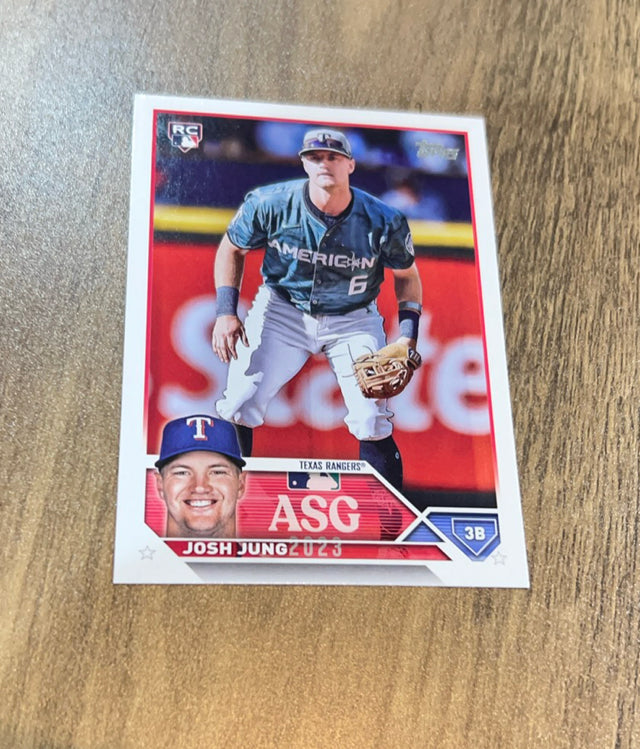 RC
Topps
T
AMERICAN
6
State
T
TEXAS RANGERS®
ASG
2023
JOSH JUNG
3B